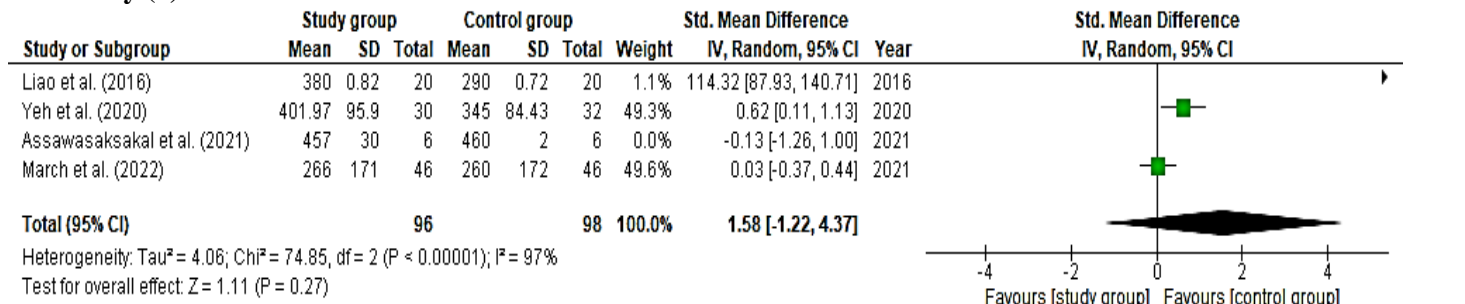 Study group Control group Std. Mean Difference Std. Mean Difference
Study or Subgroup Mean SD Total Mean SD Total Weight IV, Random, 95% CI Year IV, Random, 95% CI
Liao et al. (2016) 380 0.82 20 290 0.72 20 1.1% 114.32 [87.93, 140.71] 2016
Yeh et al. (2020) 401.97 95.9 30 345 84.43 32 49.3% 0.62 [0.11, 1.13] 2020
Assawasaksakal et al. (2021) 457 30 6 460 2 6 0.0% -0.13 [-1.26, 1.00] 2021
March et al. (2022) 266 171 46 260 172 46 49.6% 0.03 [-0.37, 0.44] 2021
Total (95% CI) 96 98 100.0% 1.58 [-1.22, 4.37]
Heterogeneity: Tau² = 4.06; Chi² = 74.85, df = 2 (P < 0.00001); I² = 97%
Test for overall effect: Z = 1.11 (P = 0.27)
-4 -2 0 2 4
Favours [study group] Favours [control group]